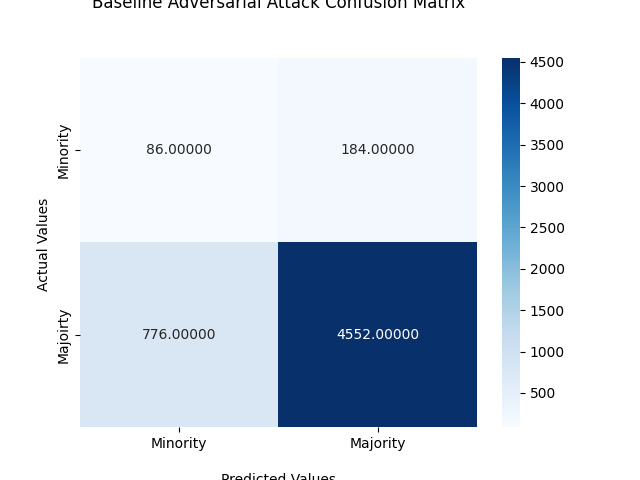 Baseline Adversarial Attack Confusion Matrix
4500
4000
3500
3000
2500
2000
1500
1000
500
Actual Values
Minority
Majoirty
86.00000 184.00000
776.00000 4552.00000
Minority Majority
Predicted Values